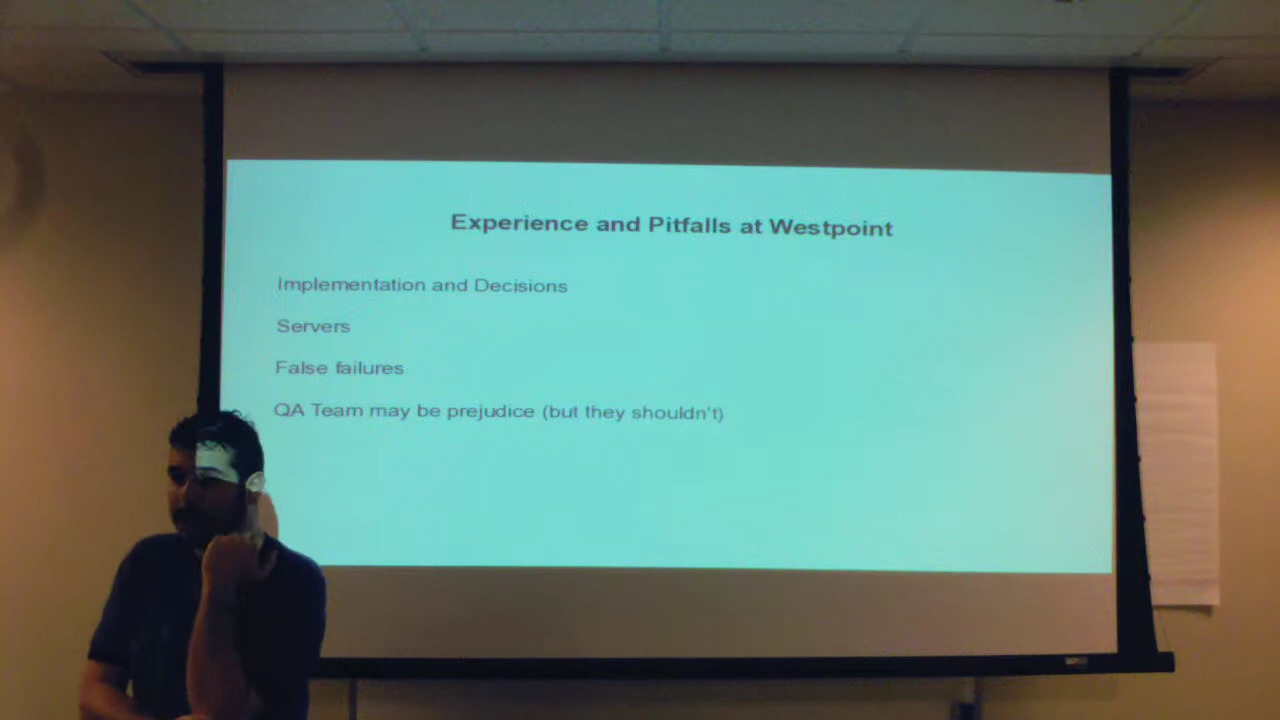 Experience and Pitfalls at Westpoint
Implementation and Decisions
Servers
False failures
QA Team may be prejudice (but they shouldn't)